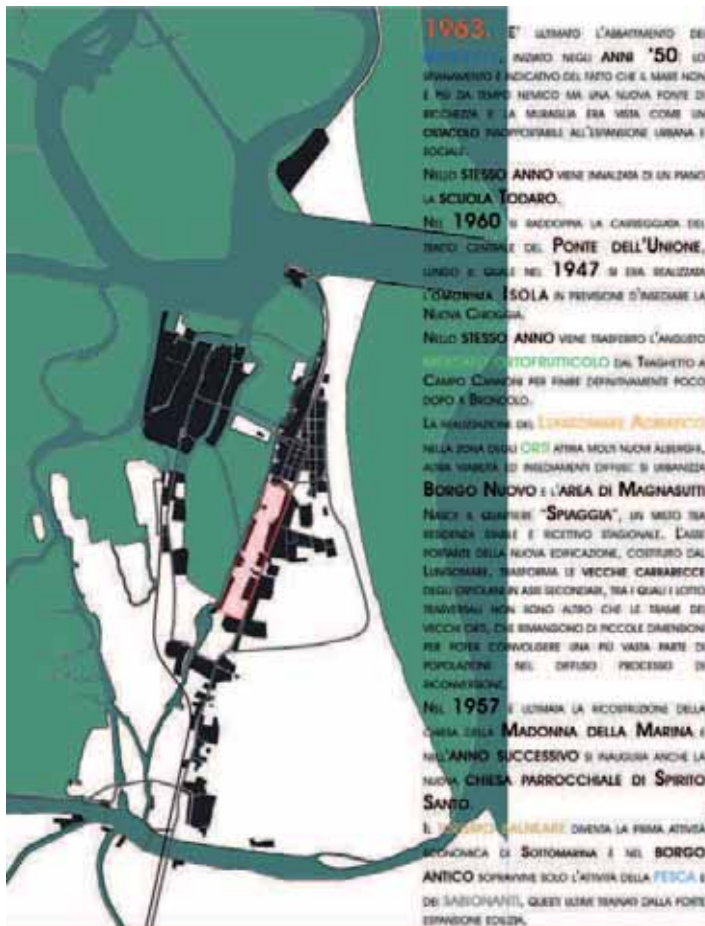 1963. E' ULTIMATO L'ABBATTIMENTO DEI
, INIZIATO NEGLI ANNI '50: LO
SPIANAMENTO È INDICATIVO DEL FATTO CHE IL MARE NON
È PIÙ DA TEMPO NEMICO MA UNA NUOVA FONTE DI
RICCHEZZA E LA MURAGLIA ERA VISTA COME UN
OSTACOLO INSOPPORTABILE ALL'ESPANSIONE URBANA E
SOCIALE.
NELLO STESSO ANNO VIENE INNALZATA DI UN PIANO
LA SCUOLA TODARO.
NEL 1960 SI RADDOPPIA LA CARREGGIATA DEL
TRATTO CENTRALE DEL PONTE DELL'UNIONE,
LUNGO IL QUALE NEL 1947 SI ERA REALIZZATA
L'OMONIMA ISOLA IN PREVISIONE D'INSEDIARE LA
NUOVA CHIOGGIA.
NELLO STESSO ANNO VIENE TRASFERITO L'ANGUSTO
MERCATO ORTOFRUTTICOLO DAL TRAGHETTO A
CAMPO CANNONI PER FINIRE DEFINITIVAMENTE POCO
DOPO A BRONDOLO.
LA REALIZZAZIONE DEL LUNGOMARE ADRIATICO
NELLA ZONA DEGLI ORTI ATTIRA MOLTI NUOVI ALBERGHI,
ALTRA VIABILITÀ ED INSEDIAMENTI DIFFUSI: SI URBANIZZA
BORGO NUOVO E L'AREA DI MAGNASUTTI
NASCE IL QUARTIERE "SPIAGGIA", UN MISTO TRA
RESIDENZA STABILE E RICETTIVO STAGIONALE. L'ASSE
PORTANTE DELLA NUOVA EDIFICAZIONE, COSTITUITO DAL
LUNGOMARE, TRASFORMA LE VECCHIE CARRARECCE
DEGLI ORTOLANI IN ASSI SECONDARI, TRA I QUALI I LOTTO
TRASVERSALI NON SONO ALTRO CHE LE TRAME DEI
VECCHI ORTI, CHE RIMANGONO DI PICCOLE DIMENSIONI
PER POTER COINVOLGERE UNA PIÙ VASTA PARTE DI
POPOLAZIONE NEL DIFFUSO PROCESSO DI
RICONVERSIONE.
NEL 1957 È ULTIMATA LA RICOSTRUZIONE DELLA
CHIESA DELLA MADONNA DELLA MARINA E
NELL'ANNO SUCCESSIVO SI INAUGURA ANCHE LA
NUOVA CHIESA PARROCCHIALE DI SPIRITO
SANTO.
IL TURISMO BALNEARE DIVENTA LA PRIMA ATTIVITÀ
ECONOMICA DI SOTTOMARINA E NEL BORGO
ANTICO SOPRAVVIVE SOLO L'ATTIVITÀ DELLA PESCA E
DEI SABIONANTI, QUESTI ULTIMI TRAINATI DALLA FORTE
ESPANSIONE EDILIZIA.